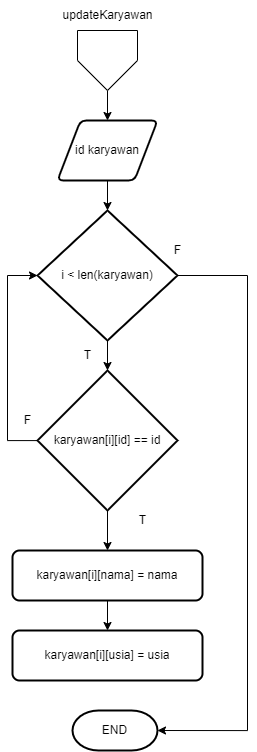 updateKaryawan
id karyawan
i < len(karyawan)
F
T
karyawan[i][id] == id
F
T
karyawan[i][nama] = nama
karyawan[i][usia] = usia
END